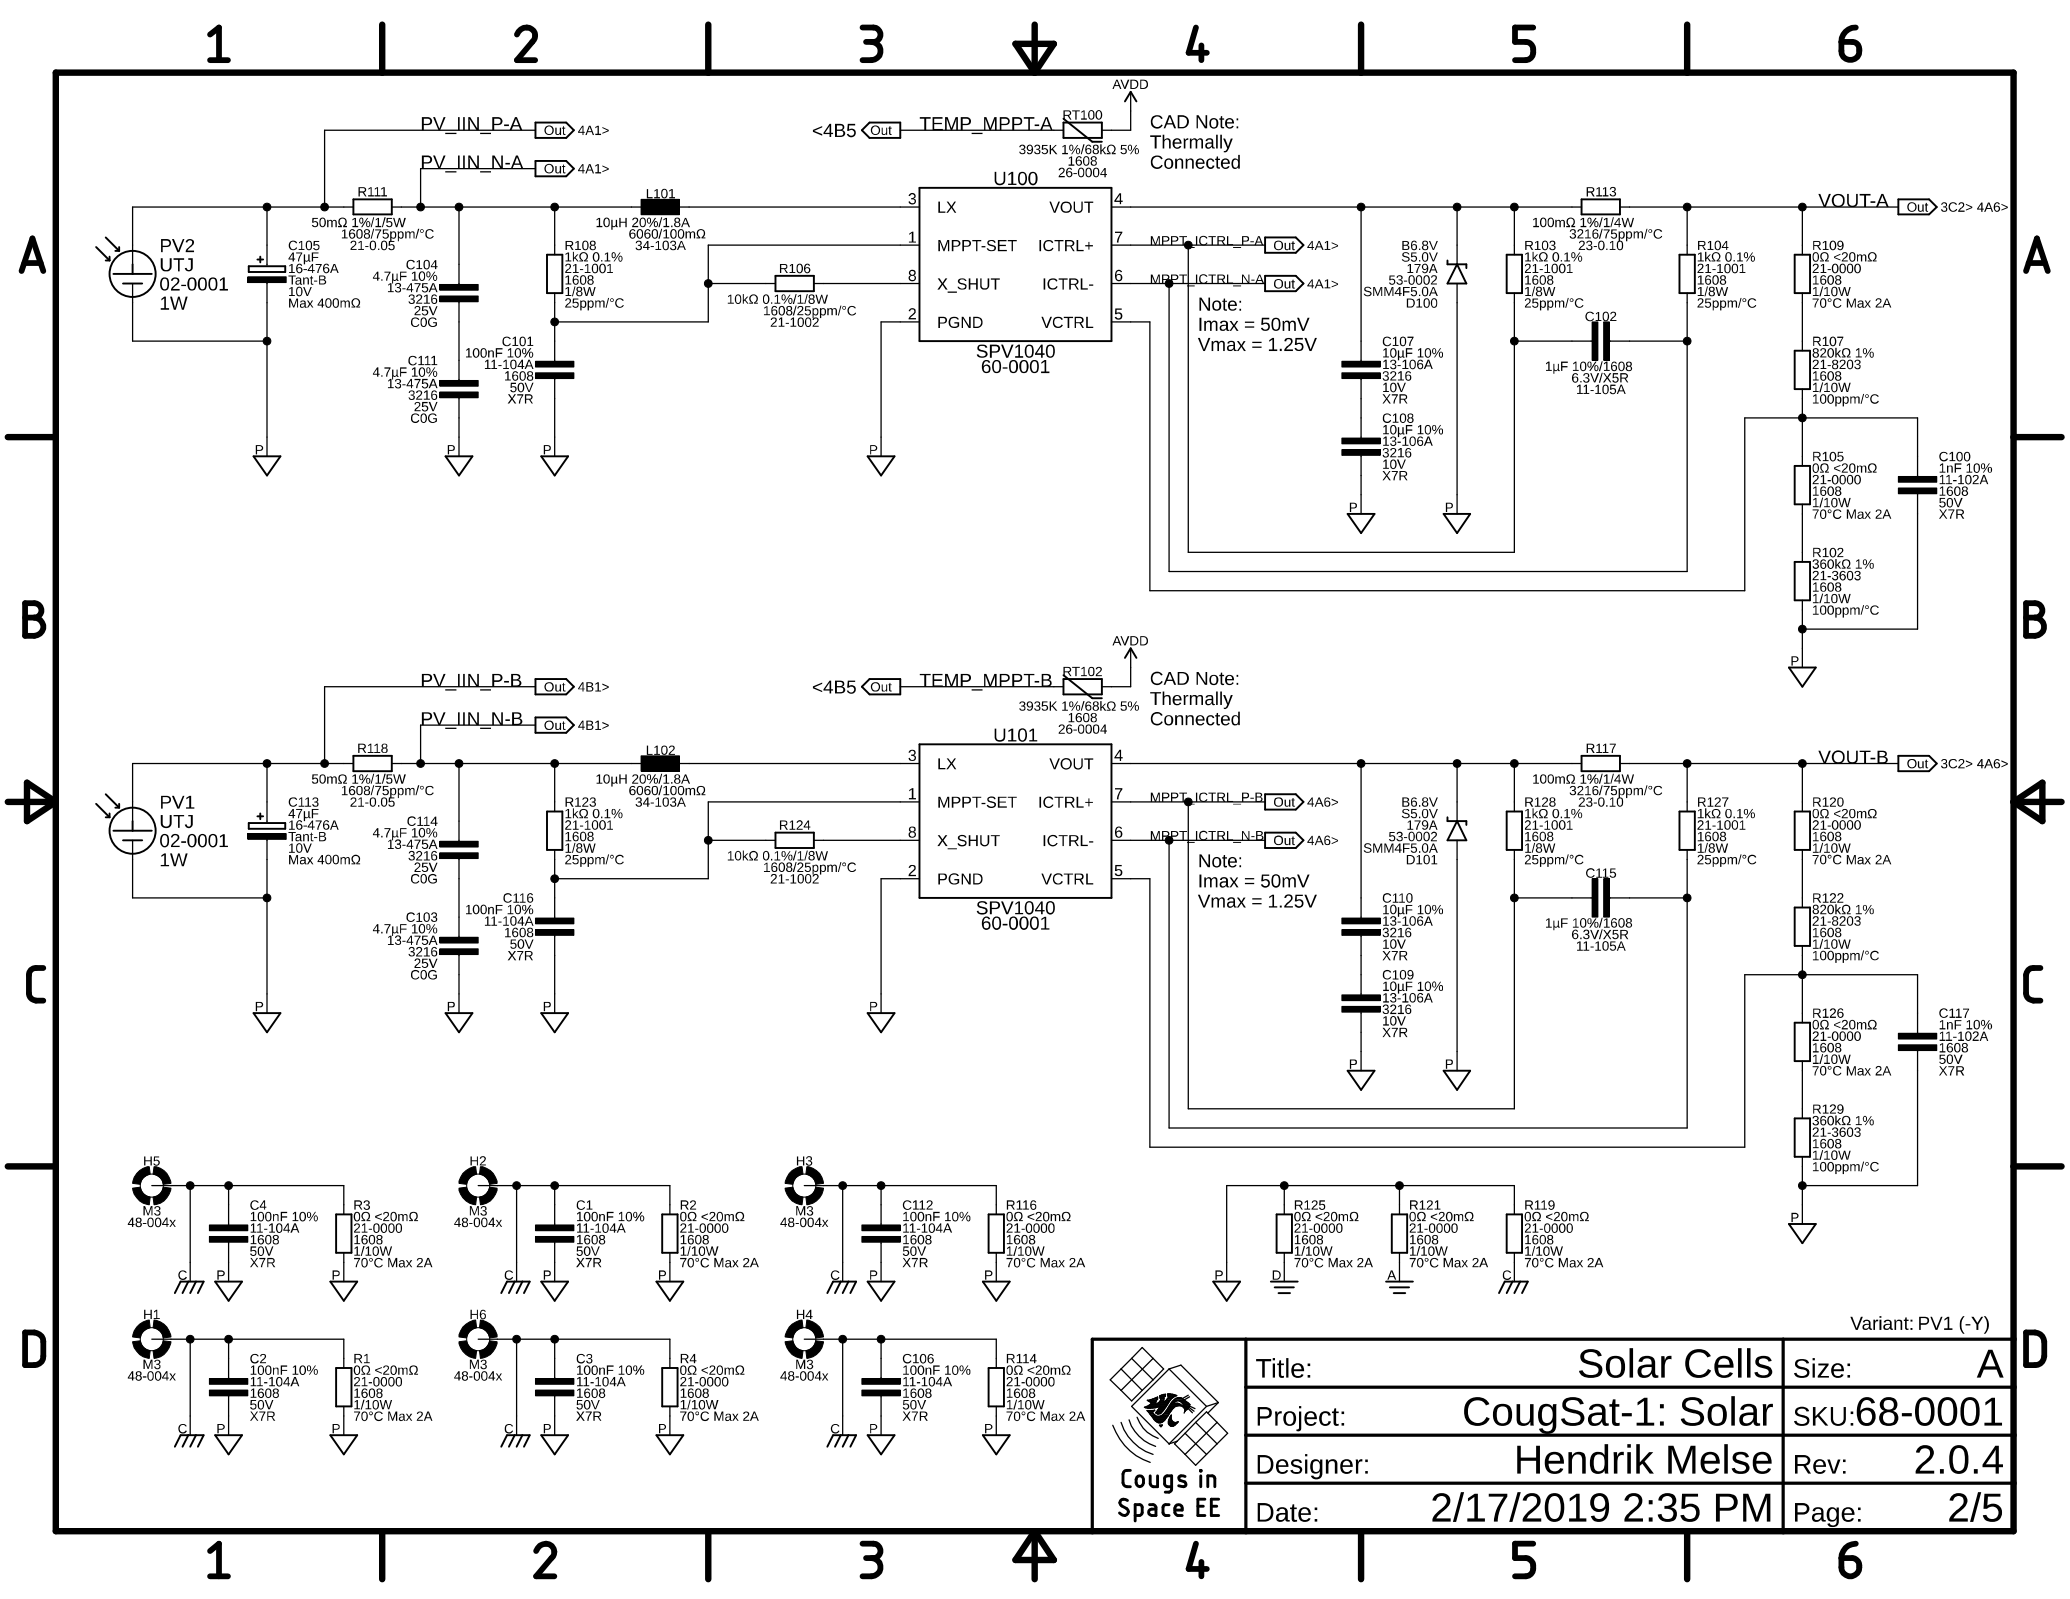 1 2 3 4 5 6
A
A
B
B
C
C
D
D
AVDD
PV_IIN_P-A
Out
4A1>
<4B5
Out
TEMP_MPPT-A
RT100
3935K 1%/68kΩ 5%
1608
26-0004
CAD Note:
Thermally
Connected
PV_IIN_N-A
Out
4A1>
PV2
UTJ
02-0001
1W
C105
47µF
16-476A
Tant-B
10V
Max 400mΩ
P
R111
50mΩ 1%/1/5W
1608/75ppm/°C
21-0.05
C104
4.7µF 10%
13-475A
3216
25V
C0G
C111
4.7µF 10%
13-475A
3216
25V
C0G
P
R108
1kΩ 0.1%
21-1001
1608
1/8W
25ppm/°C
C101
100nF 10%
11-104A
1608
50V
X7R
P
L101
10µH 20%/1.8A
6060/100mΩ
34-103A
R106
10kΩ 0.1%/1/8W
1608/25ppm/°C
21-1002
P
U100
3 LX VOUT 4
1 MPPT-SET ICTRL+ 7
8 X_SHUT ICTRL- 6
2 PGND VCTRL 5
SPV1040
60-0001
MPPT_ICTRL_P-A
Out
4A1>
MPPT_ICTRL_N-A
Out
4A1>
Note:
Imax = 50mV
Vmax = 1.25V
C107
10µF 10%
13-106A
3216
10V
X7R
C108
10µF 10%
13-106A
3216
10V
X7R
P
B6.8V
S5.0V
179A
53-0002
SMM4F5.0A
D100
P
R103
1kΩ 0.1%
21-1001
1608
1/8W
25ppm/°C
R113
100mΩ 1%/1/4W
3216/75ppm/°C
23-0.10
C102
1µF 10%/1608
6.3V/X5R
11-105A
R104
1kΩ 0.1%
21-1001
1608
1/8W
25ppm/°C
VOUT-A
Out
3C2> 4A6>
R109
0Ω <20mΩ
21-0000
1608
1/10W
70°C Max 2A
R107
820kΩ 1%
21-8203
1608
1/10W
100ppm/°C
R105
0Ω <20mΩ
21-0000
1608
1/10W
70°C Max 2A
C100
1nF 10%
11-102A
1608
50V
X7R
R102
360kΩ 1%
21-3603
1608
1/10W
100ppm/°C
P
AVDD
PV_IIN_P-B
Out
4B1>
<4B5
Out
TEMP_MPPT-B
RT102
3935K 1%/68kΩ 5%
1608
26-0004
CAD Note:
Thermally
Connected
PV_IIN_N-B
Out
4B1>
PV1
UTJ
02-0001
1W
C113
47µF
16-476A
Tant-B
10V
Max 400mΩ
P
R118
50mΩ 1%/1/5W
1608/75ppm/°C
21-0.05
C114
4.7µF 10%
13-475A
3216
25V
C0G
C103
4.7µF 10%
13-475A
3216
25V
C0G
P
R123
1kΩ 0.1%
21-1001
1608
1/8W
25ppm/°C
C116
100nF 10%
11-104A
1608
50V
X7R
P
L102
10µH 20%/1.8A
6060/100mΩ
34-103A
R124
10kΩ 0.1%/1/8W
1608/25ppm/°C
21-1002
P
U101
3 LX VOUT 4
1 MPPT-SET ICTRL+ 7
8 X_SHUT ICTRL- 6
2 PGND VCTRL 5
SPV1040
60-0001
MPPT_ICTRL_P-B
Out
4A6>
MPPT_ICTRL_N-B
Out
4A6>
Note:
Imax = 50mV
Vmax = 1.25V
C110
10µF 10%
13-106A
3216
10V
X7R
C109
10µF 10%
13-106A
3216
10V
X7R
P
B6.8V
S5.0V
179A
53-0002
SMM4F5.0A
D101
P
R128
1kΩ 0.1%
21-1001
1608
1/8W
25ppm/°C
R117
100mΩ 1%/1/4W
3216/75ppm/°C
23-0.10
C115
1µF 10%/1608
6.3V/X5R
11-105A
R127
1kΩ 0.1%
21-1001
1608
1/8W
25ppm/°C
VOUT-B
Out
3C2> 4A6>
R120
0Ω <20mΩ
21-0000
1608
1/10W
70°C Max 2A
R122
820kΩ 1%
21-8203
1608
1/10W
100ppm/°C
R126
0Ω <20mΩ
21-0000
1608
1/10W
70°C Max 2A
C117
1nF 10%
11-102A
1608
50V
X7R
R129
360kΩ 1%
21-3603
1608
1/10W
100ppm/°C
P
H5
M3
48-004x
C
C4
100nF 10%
11-104A
1608
50V
X7R
P
R3
0Ω <20mΩ
21-0000
1608
1/10W
70°C Max 2A
P
H2
M3
48-004x
C
C1
100nF 10%
11-104A
1608
50V
X7R
P
R2
0Ω <20mΩ
21-0000
1608
1/10W
70°C Max 2A
P
H3
M3
48-004x
C
C112
100nF 10%
11-104A
1608
50V
X7R
P
R116
0Ω <20mΩ
21-0000
1608
1/10W
70°C Max 2A
P
P
R125
0Ω <20mΩ
21-0000
1608
1/10W
70°C Max 2A
D
R121
0Ω <20mΩ
21-0000
1608
1/10W
70°C Max 2A
A
R119
0Ω <20mΩ
21-0000
1608
1/10W
70°C Max 2A
C
H1
M3
48-004x
C
C2
100nF 10%
11-104A
1608
50V
X7R
P
R1
0Ω <20mΩ
21-0000
1608
1/10W
70°C Max 2A
P
H6
M3
48-004x
C
C3
100nF 10%
11-104A
1608
50V
X7R
P
R4
0Ω <20mΩ
21-0000
1608
1/10W
70°C Max 2A
P
H4
M3
48-004x
C
C106
100nF 10%
11-104A
1608
50V
X7R
P
R114
0Ω <20mΩ
21-0000
1608
1/10W
70°C Max 2A
P
Variant: PV1 (-Y)
Cougs in
Space EE
Title: Solar Cells Size: A
Project: CougSat-1: Solar SKU:68-0001
Designer: Hendrik Melse Rev: 2.0.4
Date: 2/17/2019 2:35 PM Page: 2/5
1 2 3 4 5 6